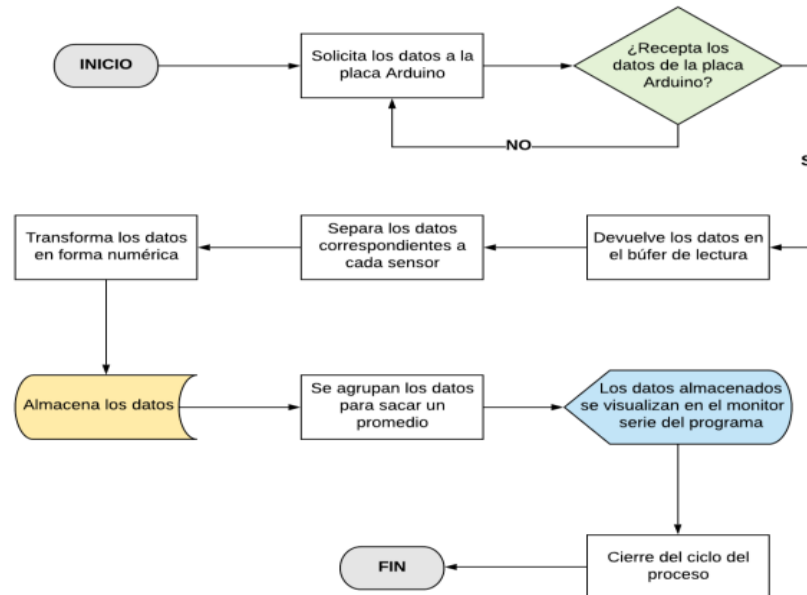 INICIO
Solicita los datos a la
placa Arduino
¿Recepta los
datos de la placa
Arduino?
NO
S
Transforma los datos
en forma numérica
Separa los datos
correspondientes a
cada sensor
Devuelve los datos en
el búfer de lectura
Almacena los datos
Se agrupan los datos
para sacar un
promedio
Los datos almacenados
se visualizan en el monitor
serie del programa
FIN
Cierre del ciclo del
proceso